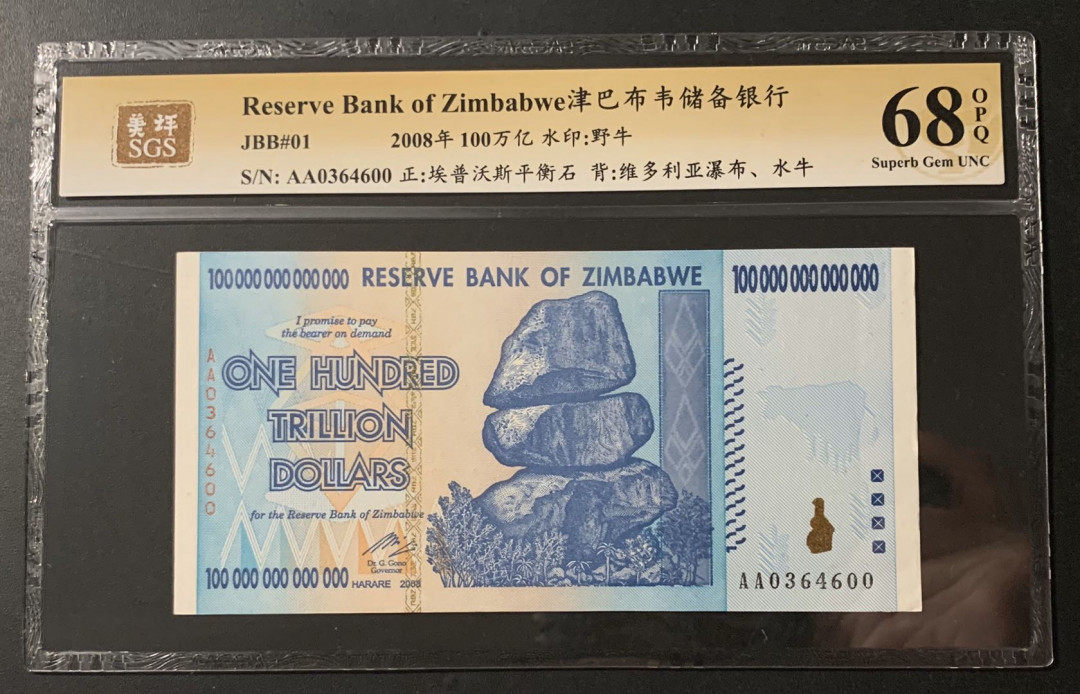 Reserve Bank of Zimbabwe津巴布韦储备银行
美评
SGS
JBB#01 2008年 100万亿 水印:野牛
S/N: AA0364600 正:埃普沃斯平衡石 背:维多利亚瀑布、水牛
68 OPQ
Superb Gem UNC
100 000 000 000 000 RESERVE BANK OF ZIMBABWE 100 000 000 000 000
I promise to pay
the bearer on demand
AA0364600
ONE HUNDRED
TRILLION
DOLLARS
for the Reserve Bank of Zimbabwe
Dr. G. Gono
Governor
100 000 000 000 000 HARARE 2008
AA0364600